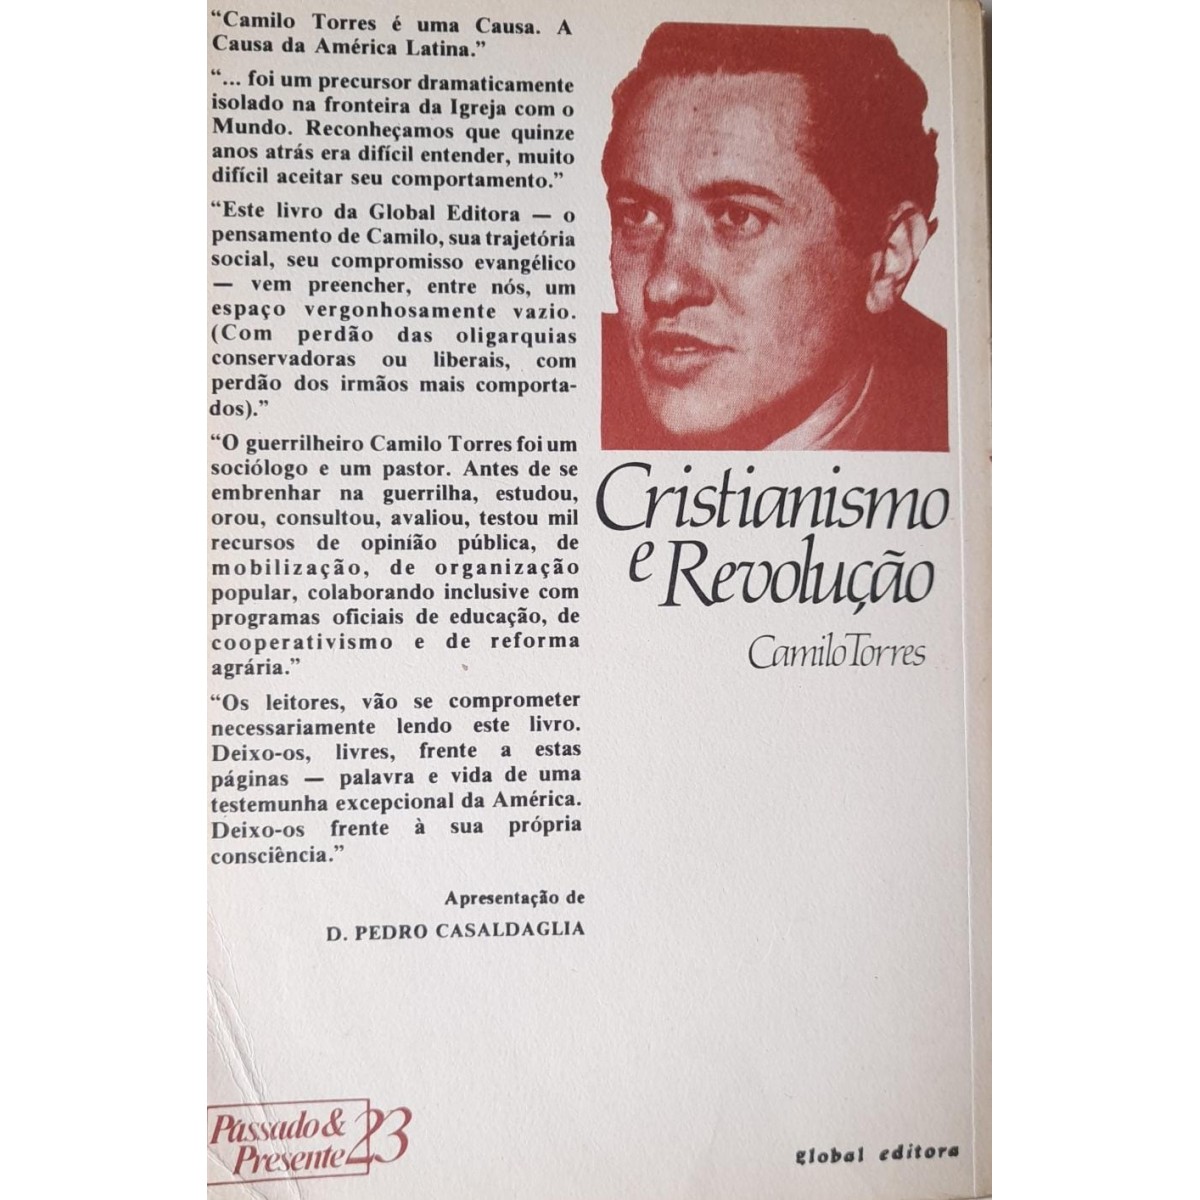 “Camilo Torres é uma Causa. A
Causa da América Latina.”
“... foi um precursor dramaticamente
isolado na fronteira da Igreja com o
Mundo. Reconheçamos que quinze
anos atrás era difícil entender, muito
difícil aceitar seu comportamento.”
“Este livro da Global Editora — o
pensamento de Camilo, sua trajetória
social, seu compromisso evangélico
— vem preencher, entre nós, um
espaço vergonhosamente vazio.
(Com perdão das oligarquias
conservadoras ou liberais, com
perdão dos irmãos mais comporta-
dos).”
“O guerrilheiro Camilo Torres foi um
sociólogo e um pastor. Antes de se
embrenhar na guerrilha, estudou,
orou, consultou, avaliou, testou mil
recursos de opinião pública, de
mobilização, de organização
popular, colaborando inclusive com
programas oficiais de educação, de
cooperativismo e de reforma
agrária.”
“Os leitores, vão se comprometer
necessariamente lendo este livro.
Deixo-os, livres, frente a estas
páginas — palavra e vida de uma
testemunha excepcional da América.
Deixo-os frente à sua própria
consciência.”
Apresentação de
D. PEDRO CASALDAGLIA
Cristianismo
e Revolução
Camilo Torres
Passado &
Presente 23
global editora